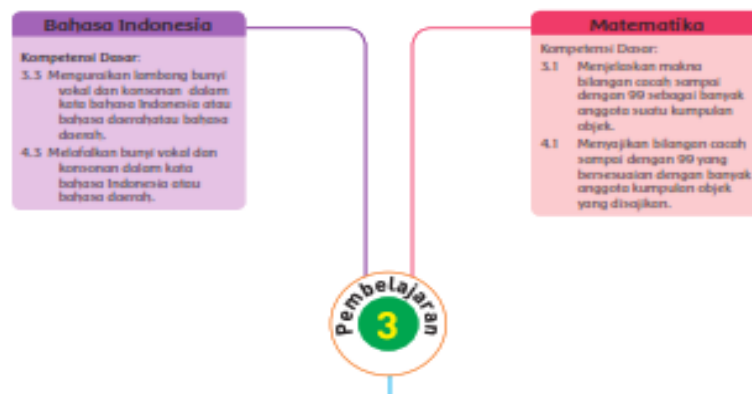 Bahasa Indonesia
Kompetensi Dasar:
3.3 Menguraikan lambang bunyi
vokal dan konsonan dalam
kata bahasa Indonesia atau
bahasa daerahatau bahasa
daerah.
4.3 Melafalkan bunyi vokal dan
konsonan dalam kata
bahasa Indonesia atau
bahasa daerah.
Matematika
Kompetensi Dasar:
3.1 Menjelaskan makna
bilangan cacah sampai
dengan 99 sebagai banyak
anggota suatu kumpulan
objek.
4.1 Menyajikan bilangan cacah
sampai dengan 99 yang
bersesuaian dengan banyak
anggota kumpulan objek
yang disajikan.
Pembelajaran
3